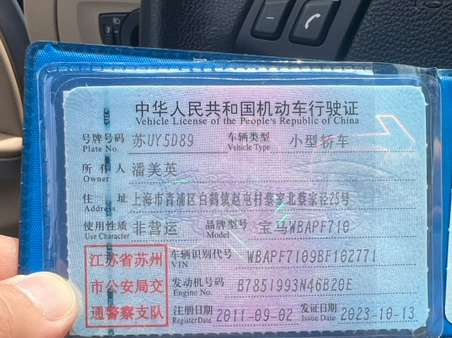 中华人民共和国机动车行驶证
Vehicle License of the People's Republic of China
号牌号码 苏UY5D89 车辆类型 小型轿车
Plate No. Vehicle Type
所有人 潘美英
Owner
住址 上海市青浦区白鹤镇赵屯村蔡家北蔡家泾25号
Address
使用性质 非营运 品牌型号 宝马WBAPF710
Use Character Model
江苏省苏州市公安局交通警察支队
车辆识别代号 WBAPF7109BF102771
VIN
发动机号码 B7851993N46B20E
Engine No.
注册日期 2011-09-02 发证日期 2023-10-13
Register Date Issue Date